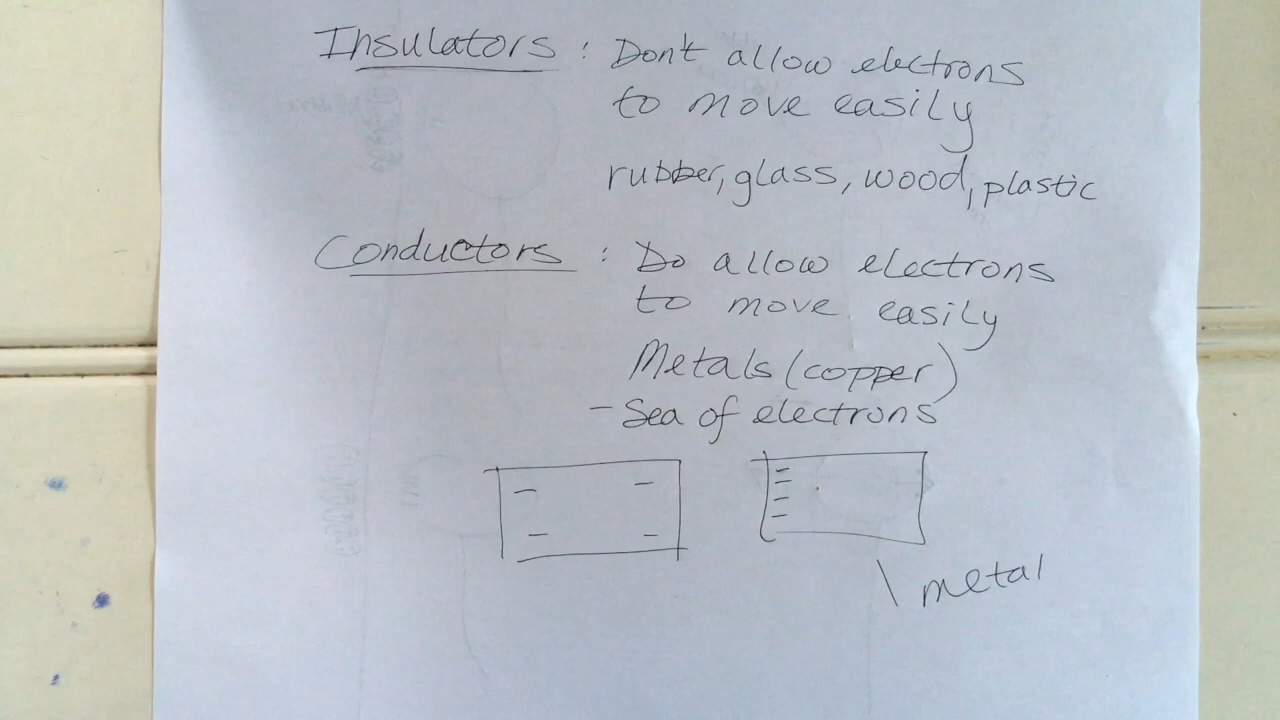 Insulators : Don't allow electrons
to move easily
rubber, glass, wood, plastic
Conductors : Do allow electrons
to move easily
Metals (copper)
- Sea of electrons
metal